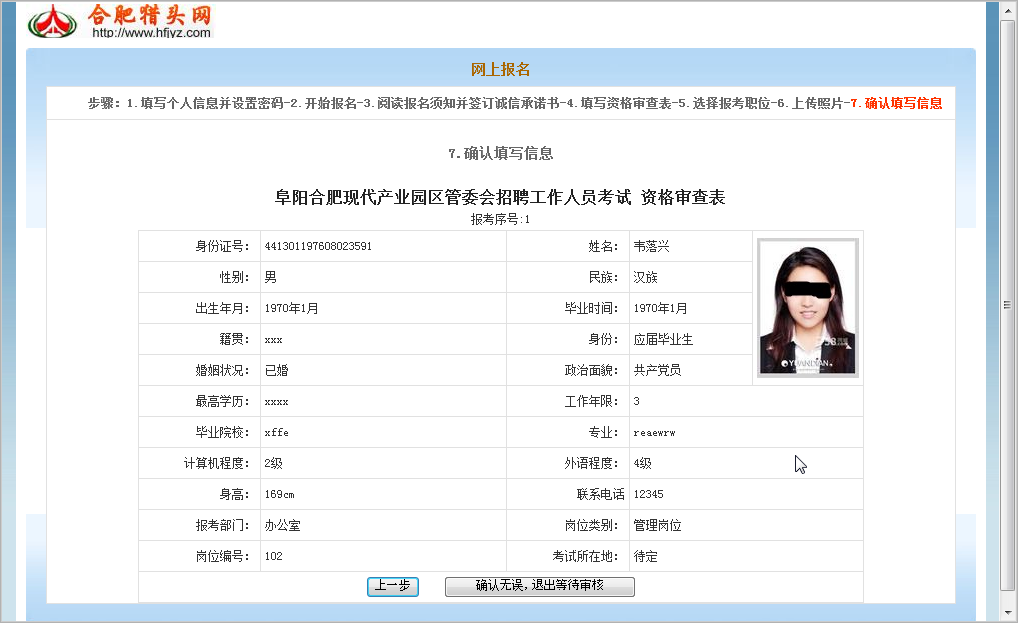 合肥猎头网
http://www.hfjyz.com
网上报名
步骤：1.填写个人信息并设置密码-2.开始报名-3.阅读报名须知并签订诚信承诺书-4.填写资格审查表-5.选择报考职位-6.上传照片-7.确认填写信息
7.确认填写信息
阜阳合肥现代产业园区管委会招聘工作人员考试 资格审查表
报考序号:1
身份证号： 441301197608023591 姓名： 韦落兴
性别： 男 民族： 汉族
出生年月： 1970年1月 毕业时间： 1970年1月
籍贯： xxx 身份： 应届毕业生
婚姻状况： 已婚 政治面貌： 共产党员
YUANDIAN
最高学历： xxxx 工作年限： 3
毕业院校： xffe 专业： reaewrw
计算机程度： 2级 外语程度： 4级
身高： 169cm 联系电话 12345
报考部门： 办公室 岗位类别： 管理岗位
岗位编号： 102 考试所在地： 待定
上一步 确认无误，退出等待审核